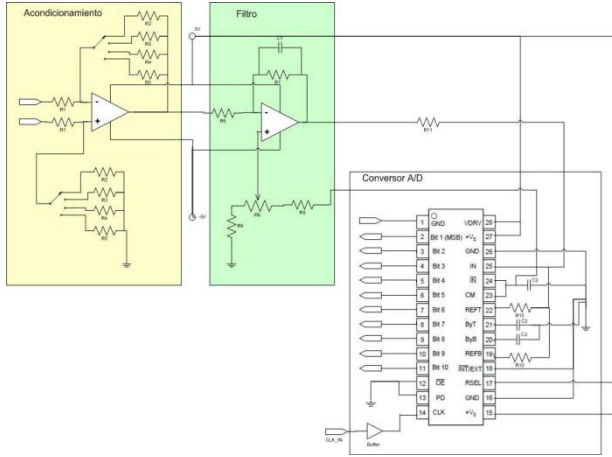 Acondicionamiento
R2
R3
R4
R5
R1
R1
R2
R3
R4
R5
5V
-5V
Filtro
C1
R6
R8
R9
R11
Conversor A/D
1
2
3
4
5
6
7
8
9
10
11
12
13
14
GND
Bit 1 (MSB)
Bit 2
Bit 3
Bit 4
Bit 5
Bit 6
Bit 7
Bit 8
Bit 9
Bit 10
OE
PD
CLK
VDRV
+VS
GND
IN
IN
CM
REFT
ByT
ByB
REFB
INT/EXT
RSEL
GND
+VS
28
27
26
25
24
23
22
21
20
19
18
17
16
15
C2
R10
C2
C2
R10
CLK_IN
Buffer